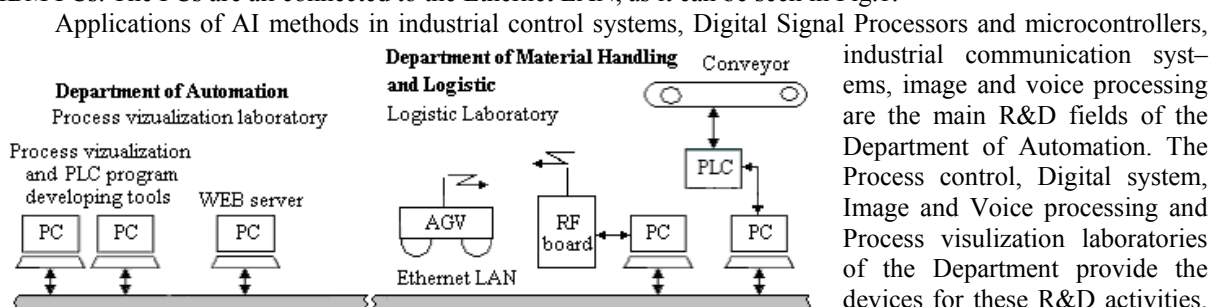 IBM PCs. The PCs are all connected to the Ethernet LAN, as it can be seen in Fig.1.
Applications of AI methods in industrial control systems, Digital Signal Processors and microcontrollers,
industrial communication syst–
ems, image and voice processing
are the main R&D fields of the
Department of Automation. The
Process control, Digital system,
Image and Voice processing and
Process visulization laboratories
of the Department provide the
devices for these R&D activities.
Department of Automation
Process vizualization laboratory
Process vizualization
and PLC program
developing tools
WEB server
PC
PC
PC
Department of Material Handling
and Logistic
Logistic Laboratory
Conveyor
PLC
AGV
RF
board
PC
PC
Ethernet LAN